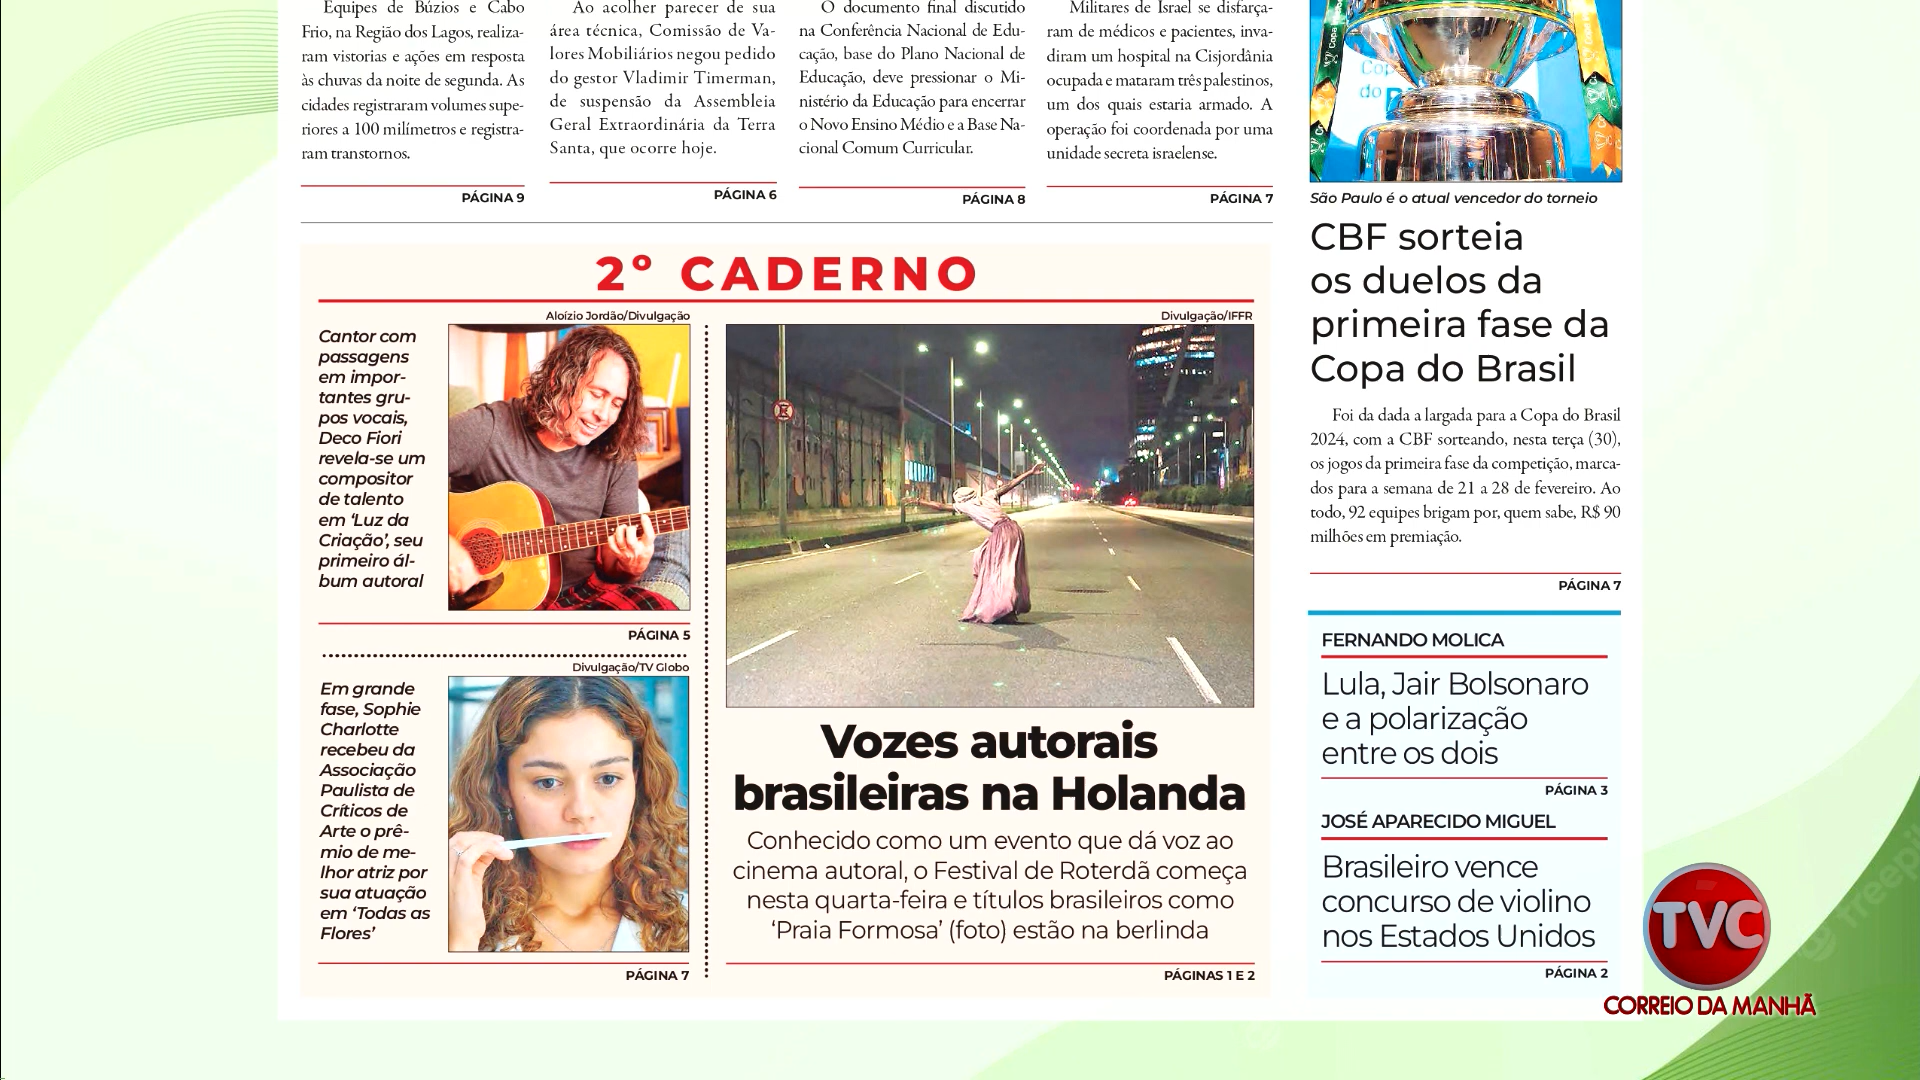 Equipes de Búzios e Cabo
Frio, na Região dos Lagos, realiza-
ram vistorias e ações em resposta
às chuvas da noite de segunda. As
cidades registraram volumes supe-
riores a 100 milímetros e registra-
ram transtornos.
PÁGINA 9
Ao acolher parecer de sua
área técnica, Comissão de Va-
lores Mobiliários negou pedido
do gestor Vladimir Timerman,
de suspensão da Assembleia
Geral Extraordinária da Terra
Santa, que ocorre hoje.
PÁGINA 6
O documento final discutido
na Conferência Nacional de Edu-
cação, base do Plano Nacional de
Educação, deve pressionar o Mi-
nistério da Educação para encerrar
o Novo Ensino Médio e a Base Na-
cional Comum Curricular.
PÁGINA 8
Militares de Israel se disfarça-
ram de médicos e pacientes, inva-
diram um hospital na Cisjordânia
ocupada e mataram três palestinos,
um dos quais estaria armado. A
operação foi coordenada por uma
unidade secreta israelense.
PÁGINA 7
2º CADERNO
Aloízio Jordão/Divulgação
Cantor com
passagens
em impor-
tantes gru-
pos vocais,
Deco Fiori
revela-se um
compositor
de talento
em ‘Luz da
Criação’, seu
primeiro ál-
bum autoral
PÁGINA 5
Divulgação/TV Globo
Em grande
fase, Sophie
Charlotte
recebeu da
Associação
Paulista de
Críticos de
Arte o prê-
mio de me-
lhor atriz por
sua atuação
em ‘Todas as
Flores’
PÁGINA 7
Divulgação/IFFR
Vozes autorais
brasileiras na Holanda
Conhecido como um evento que dá voz ao
cinema autoral, o Festival de Roterdã começa
nesta quarta-feira e títulos brasileiros como
‘Praia Formosa’ (foto) estão na berlinda
PÁGINAS 1 E 2
São Paulo é o atual vencedor do torneio
CBF sorteia
os duelos da
primeira fase da
Copa do Brasil
Foi da dada a largada para a Copa do Brasil
2024, com a CBF sorteando, nesta terça (30),
os jogos da primeira fase da competição, marca-
dos para a semana de 21 a 28 de fevereiro. Ao
todo, 92 equipes brigam por, quem sabe, R$ 90
milhões em premiação.
PÁGINA 7
FERNANDO MOLICA
Lula, Jair Bolsonaro
e a polarização
entre os dois
PÁGINA 3
JOSÉ APARECIDO MIGUEL
Brasileiro vence
concurso de violino
nos Estados Unidos
PÁGINA 2
TVC
CORREIO DA MANHÃ